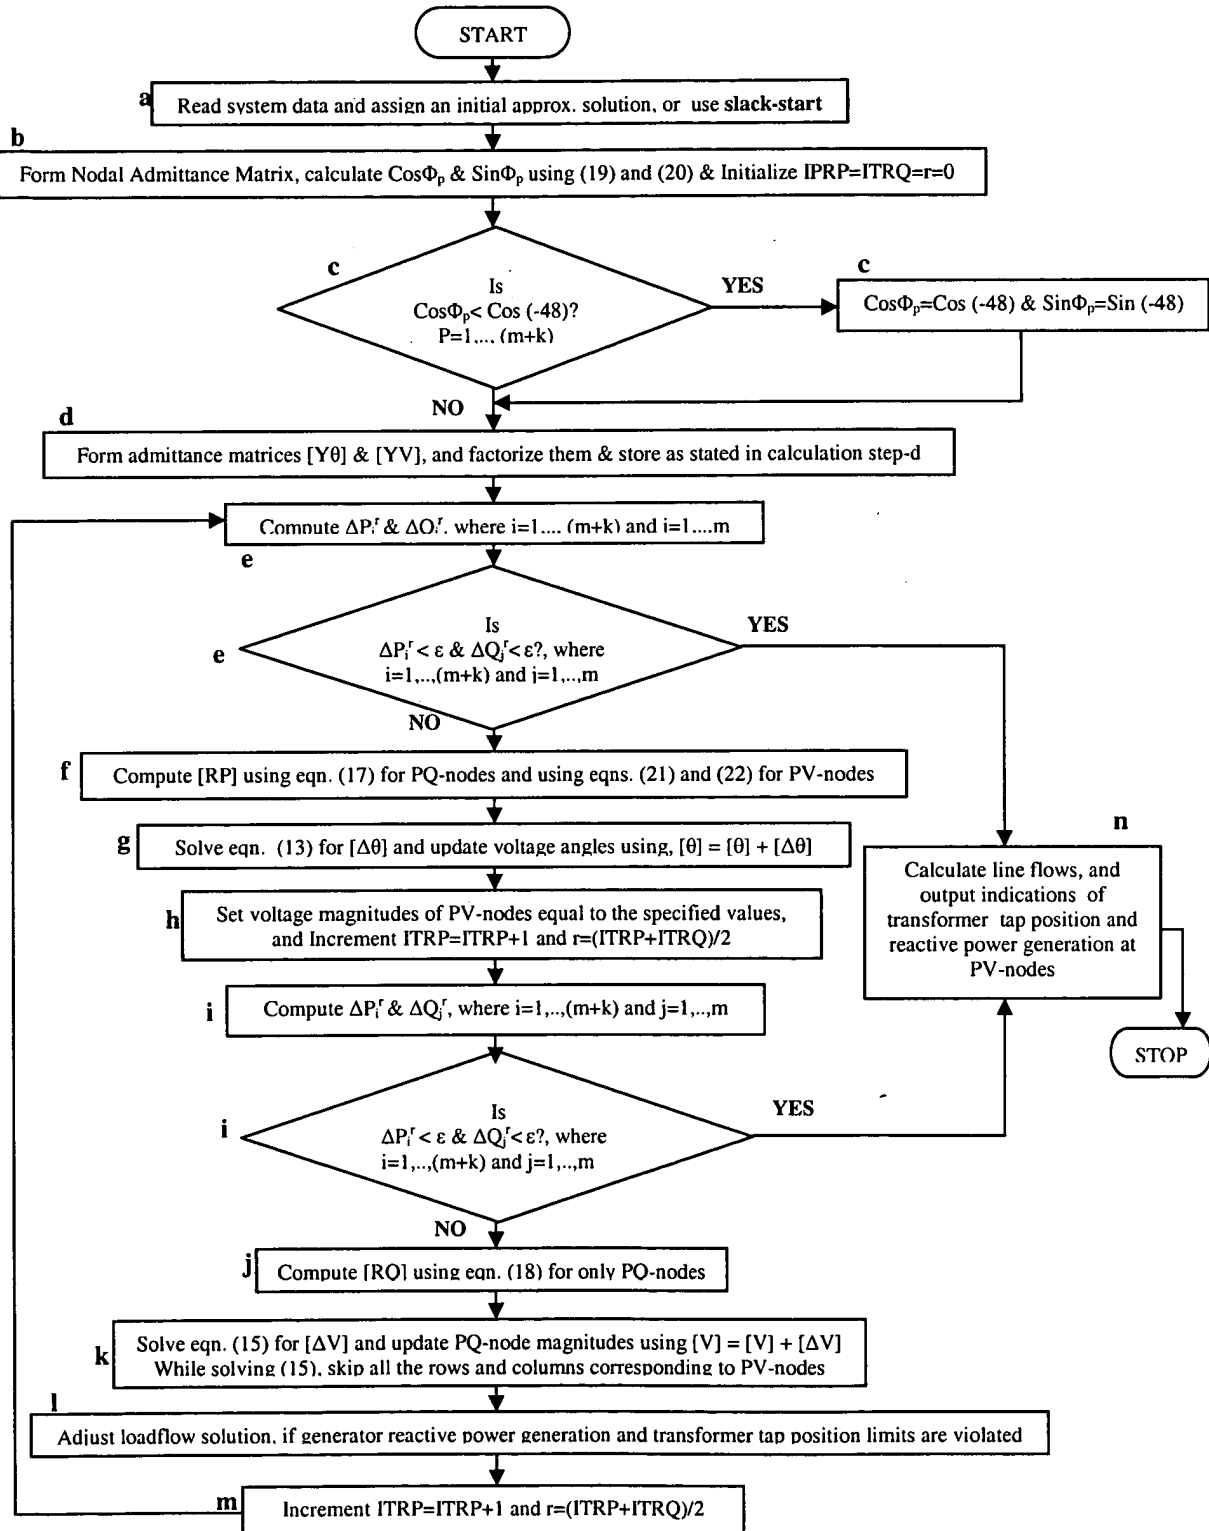 START
a
Read system data and assign an initial approx. solution, or use slack-start
b
Form Nodal Admittance Matrix, calculate CosΦp & SinΦp using (19) and (20) & Initialize IPRP=ITRQ=r=0
c
Is
CosΦp< Cos (-48)?
P=1,... (m+k)
YES
c
CosΦp=Cos (-48) & SinΦp=Sin (-48)
NO
d
Form admittance matrices [Yθ] & [YV], and factorize them & store as stated in calculation step-d
Compute ΔPᵢʳ & ΔQᵢʳ, where i=1,... (m+k) and i=1,...m
e
e
Is
ΔPᵢʳ < ε & ΔQⱼʳ < ε?, where
i=1,..,(m+k) and j=1,..,m
YES
NO
f
Compute [RP] using eqn. (17) for PQ-nodes and using eqns. (21) and (22) for PV-nodes
g
Solve eqn. (13) for [Δθ] and update voltage angles using, [θ] = [θ] + [Δθ]
h
Set voltage magnitudes of PV-nodes equal to the specified values,
and Increment ITRP=ITRP+1 and r=(ITRP+ITRQ)/2
n
Calculate line flows, and
output indications of
transformer tap position and
reactive power generation at
PV-nodes
i
Compute ΔPᵢʳ & ΔQⱼʳ, where i=1,..,(m+k) and j=1,..,m
STOP
i
Is
ΔPᵢʳ < ε & ΔQⱼʳ < ε?, where
i=1,..,(m+k) and j=1,..,m
YES
NO
j
Compute [RQ] using eqn. (18) for only PQ-nodes
k
Solve eqn. (15) for [ΔV] and update PQ-node magnitudes using [V] = [V] + [ΔV]
While solving (15), skip all the rows and columns corresponding to PV-nodes
l
Adjust loadflow solution, if generator reactive power generation and transformer tap position limits are violated
m
Increment ITRP=ITRP+1 and r=(ITRP+ITRQ)/2